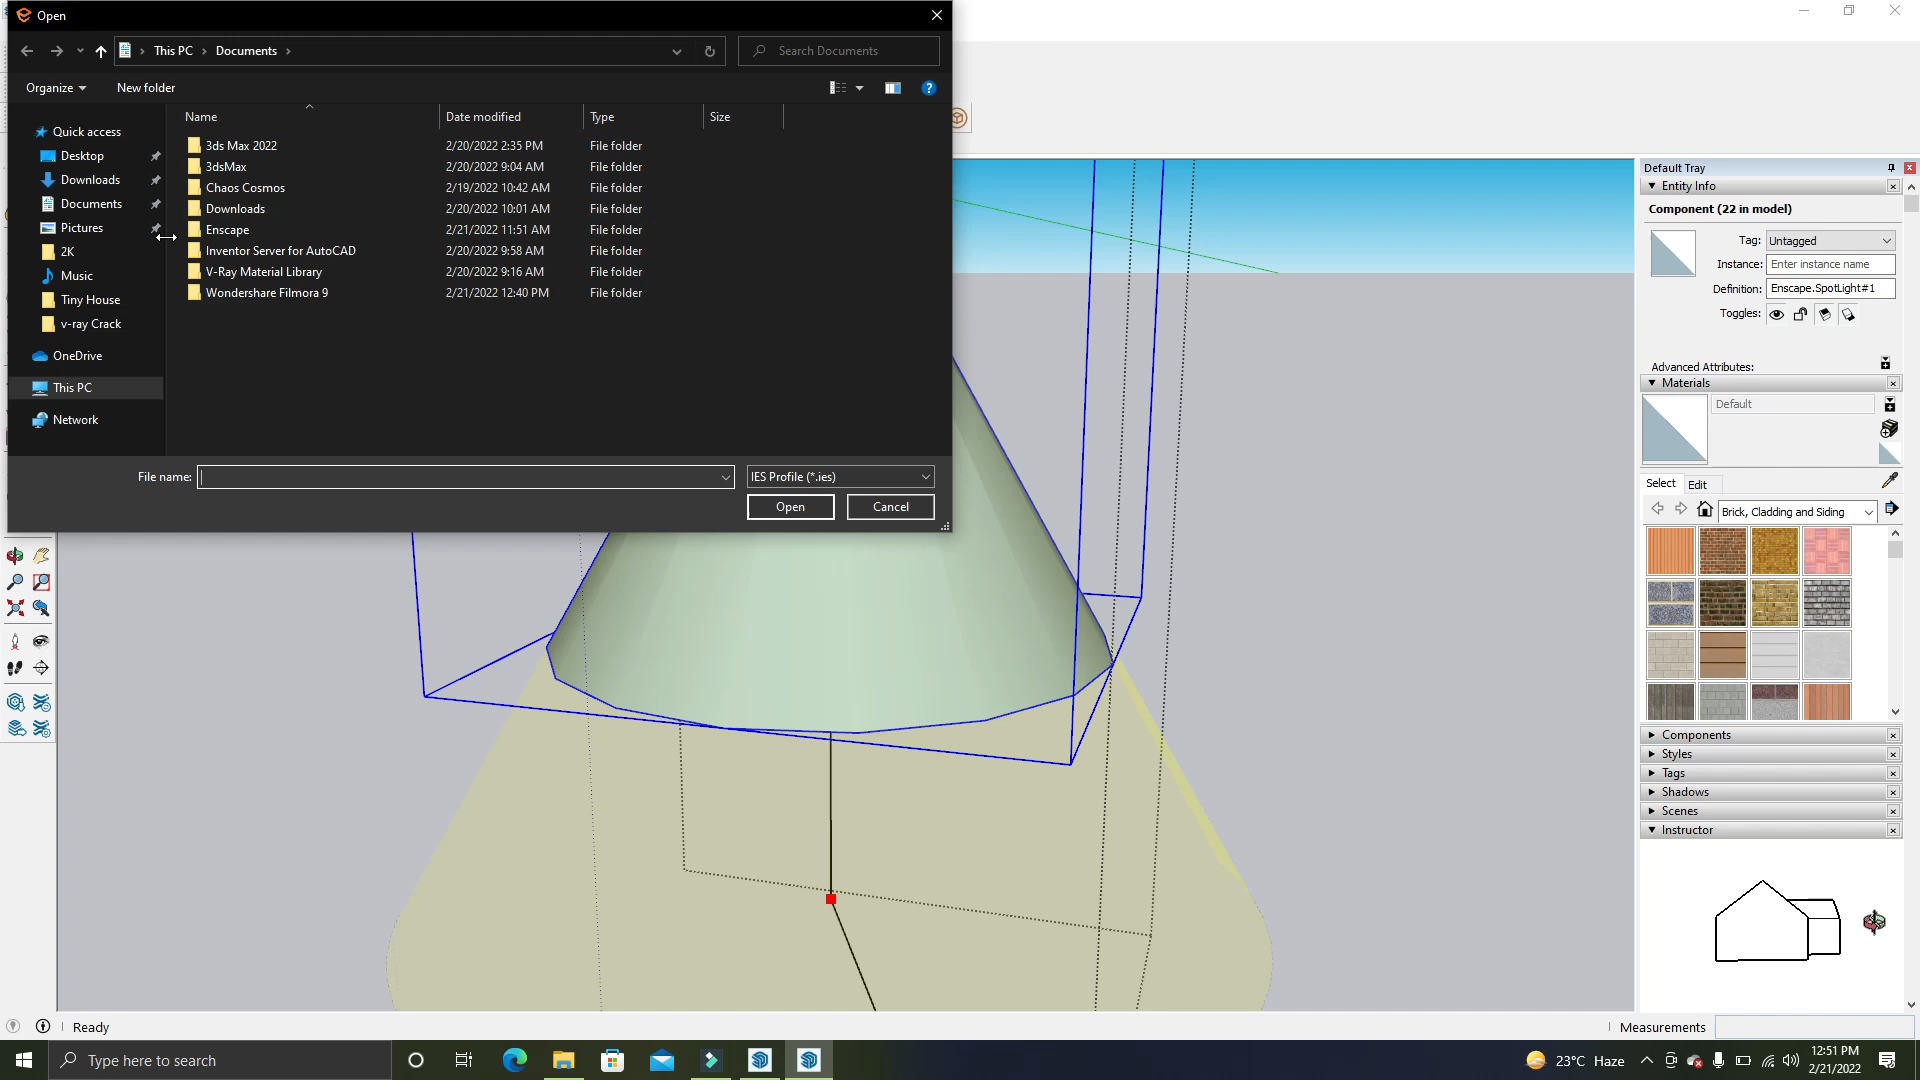 Open
This PC
Documents
Search Documents
Organize
New folder
Name
Date modified
Type
Size
Quick access
Desktop
Downloads
Documents
Pictures
2K
Music
Tiny House
v-ray Crack
OneDrive
This PC
Network
3ds Max 2022 2/20/2022 2:35 PM File folder
3dsMax 2/20/2022 9:04 AM File folder
Chaos Cosmos 2/19/2022 10:42 AM File folder
Downloads 2/20/2022 10:01 AM File folder
Enscape 2/21/2022 11:51 AM File folder
Inventor Server for AutoCAD 2/20/2022 9:58 AM File folder
V-Ray Material Library 2/20/2022 9:16 AM File folder
Wondershare Filmora 9 2/21/2022 12:40 PM File folder
File name:
IES Profile (*.ies)
Open
Cancel
Default Tray
Entity Info
Component (22 in model)
Tag: Untagged
Instance: Enter instance name
Definition: Enscape.SpotLight#1
Toggles:
Advanced Attributes:
Materials
Default
Select
Edit
Brick, Cladding and Siding
Components
Styles
Tags
Shadows
Scenes
Instructor
Ready
Measurements
Type here to search
23°C Haze
12:51 PM
2/21/2022